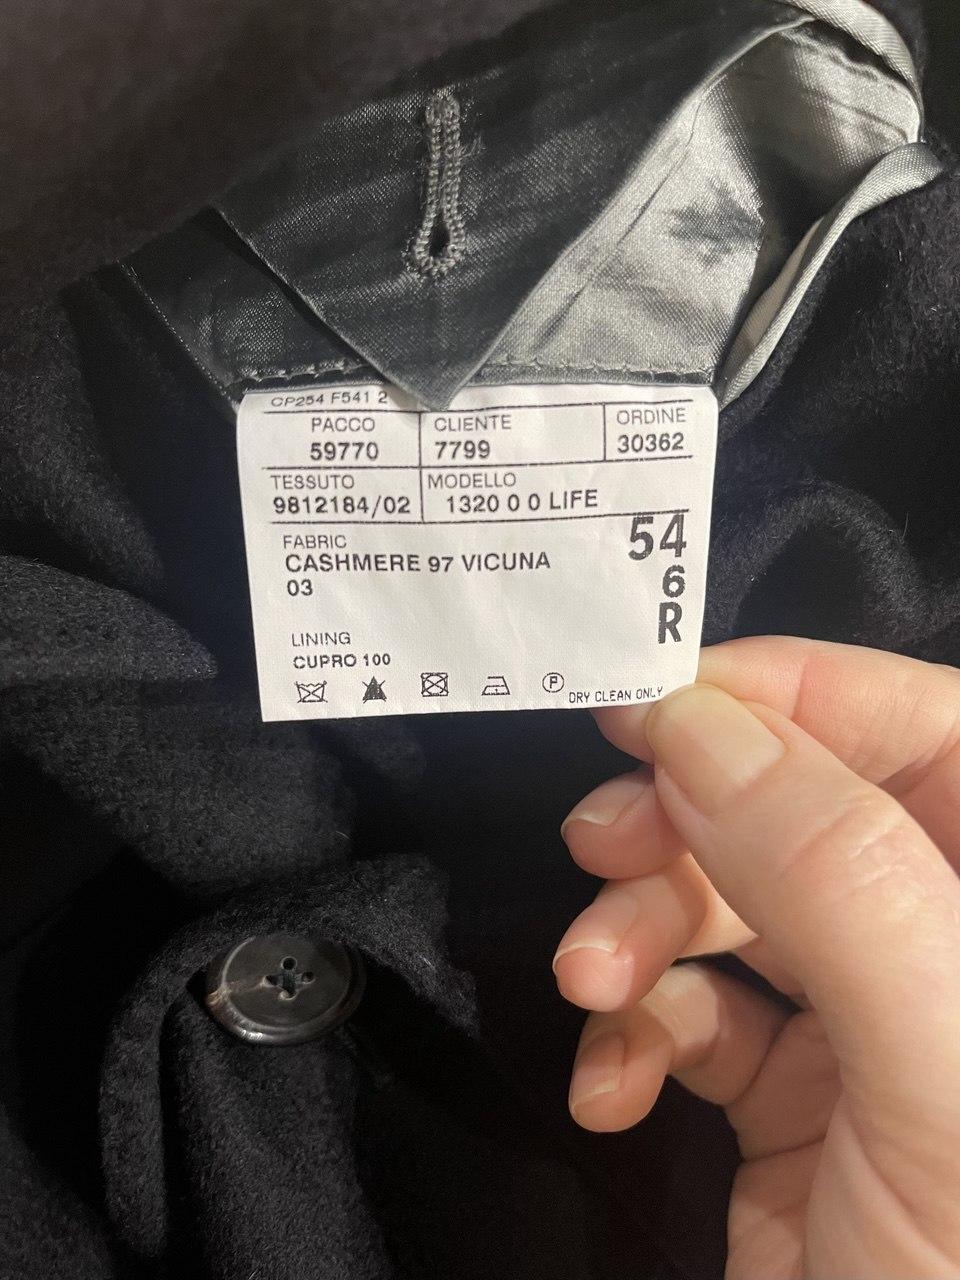 CP254 F541 2
PACCO CLIENTE ORDINE
59770 7799 30362
TESSUTO MODELLO
9812184/02 1320 0 0 LIFE
54
FABRIC
CASHMERE 97 VICUNA
6
03
R
LINING
CUPRO 100
P
DRY CLEAN ONLY